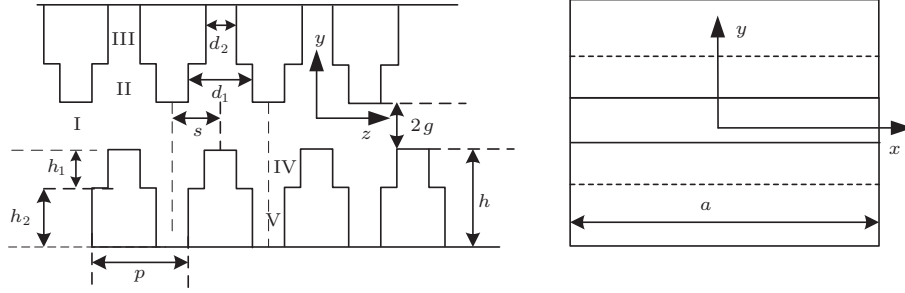 III
d₂
y
y
II
d₁
I
s
z
2g
x
h₁
IV
a
h₂
h
V
p